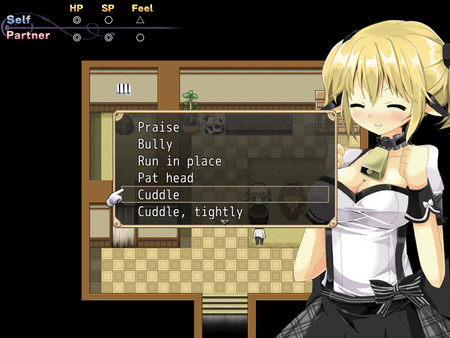 HP SP Feel
Self ◎ ○ △
Partner ◎ ◎ ○
Praise
Bully
Run in place
Pat head
Cuddle
Cuddle, tightly